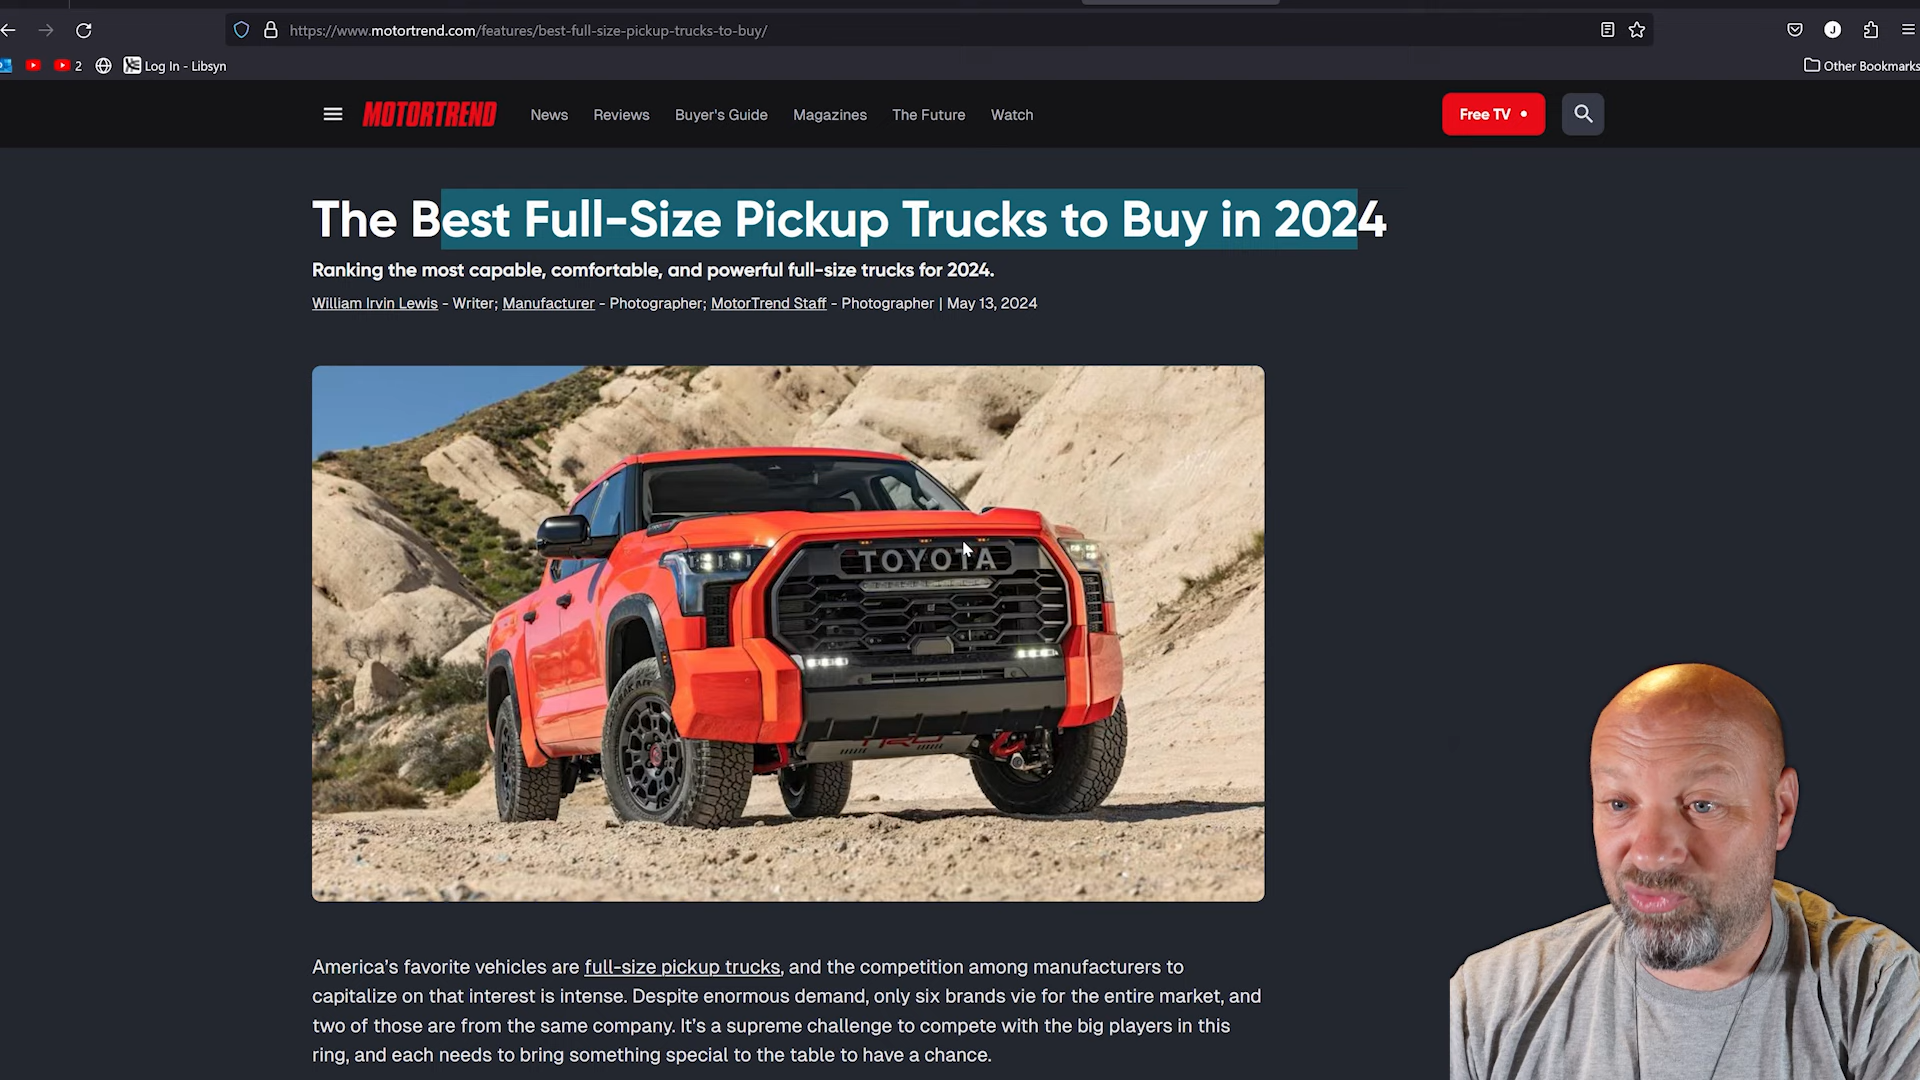 https://www.motortrend.com/features/best-full-size-pickup-trucks-to-buy/
J
2
Log In - Libsyn
Other Bookmarks
MOTORTREND
News
Reviews
Buyer's Guide
Magazines
The Future
Watch
Free TV
The Best Full-Size Pickup Trucks to Buy in 2024
Ranking the most capable, comfortable, and powerful full-size trucks for 2024.
William Irvin Lewis - Writer; Manufacturer - Photographer; MotorTrend Staff - Photographer | May 13, 2024
TOYOTA
TRD
America's favorite vehicles are full-size pickup trucks, and the competition among manufacturers to
capitalize on that interest is intense. Despite enormous demand, only six brands vie for the entire market, and
two of those are from the same company. It's a supreme challenge to compete with the big players in this
ring, and each needs to bring something special to the table to have a chance.